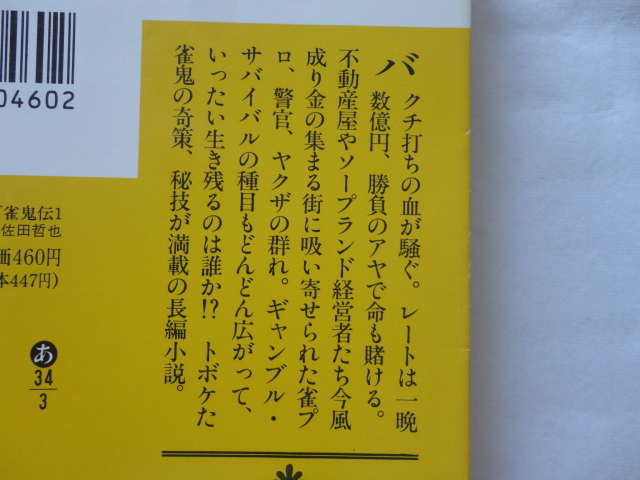 バクチ打ちの血が騒ぐ。レートは一晩
数億円、勝負のアヤで命も賭ける。
不動産屋やソープランド経営者たち今風
成り金の集まる街に吸い寄せられた雀プ
ロ、警官、ヤクザの群れ。ギャンブル・
サバイバルの種目もどんどん広がって、
いったい生き残るのは誰か!? トボケた
雀鬼の奇策、秘技が満載の長編小説。
04602
雀鬼伝1
佐田哲也
価460円
本447円)
あ
34
3